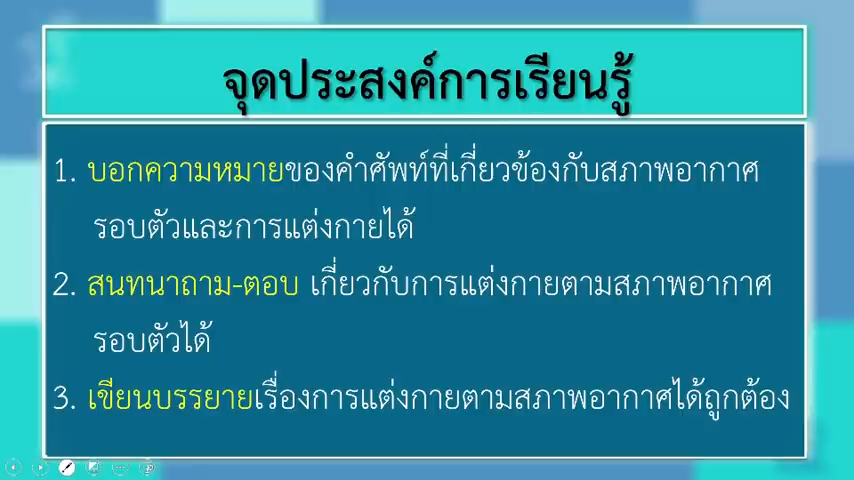 จุดประสงค์การเรียนรู้
1. บอกความหมายของคำศัพท์ที่เกี่ยวข้องกับสภาพอากาศ
รอบตัวและการแต่งกายได้
2. สนทนาถาม-ตอบ เกี่ยวกับการแต่งกายตามสภาพอากาศ
รอบตัวได้
3. เขียนบรรยายเรื่องการแต่งกายตามสภาพอากาศได้ถูกต้อง